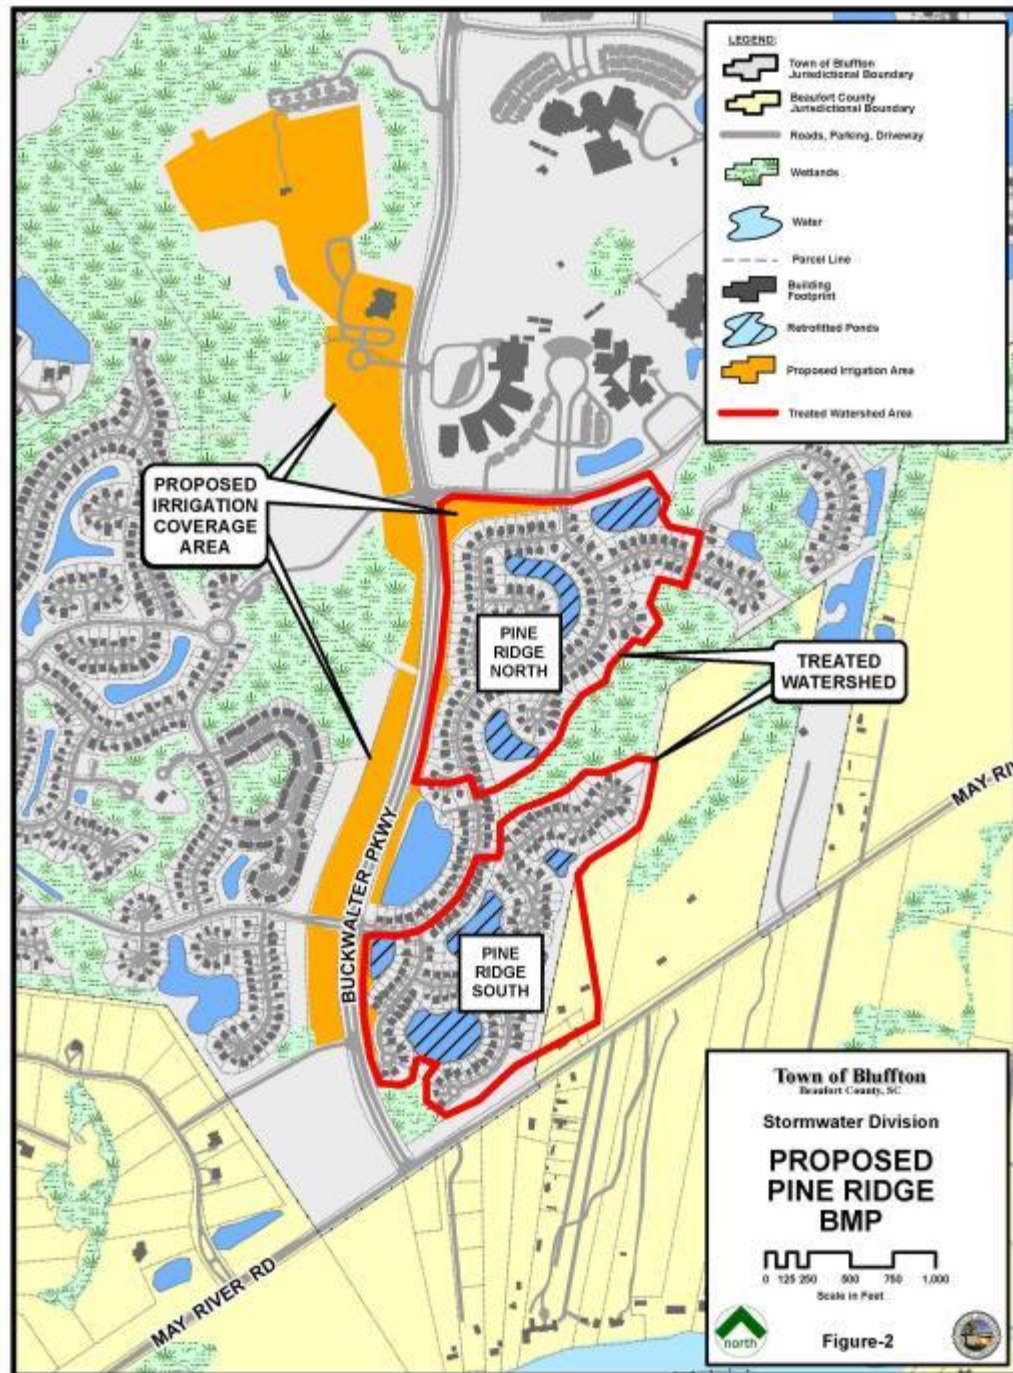 LEGEND:
Town of Bluffton
Jurisdictional Boundary
Beaufort County
Jurisdictional Boundary
Roads, Parking, Driveway
Wetlands
Water
Parcel Line
Building
Footprint
Retrofitted Ponds
Proposed Irrigation Area
Treated Watershed Area
PROPOSED
IRRIGATION
COVERAGE
AREA
PINE
RIDGE
NORTH
TREATED
WATERSHED
MAY RIV
BUCKWALTER PKWY
PINE
RIDGE
SOUTH
MAY RIVER RD
Town of Bluffton
Beaufort County, SC
Stormwater Division
PROPOSED
PINE RIDGE
BMP
0 125 250 500 750 1,000
Scale in Feet
north
Figure-2